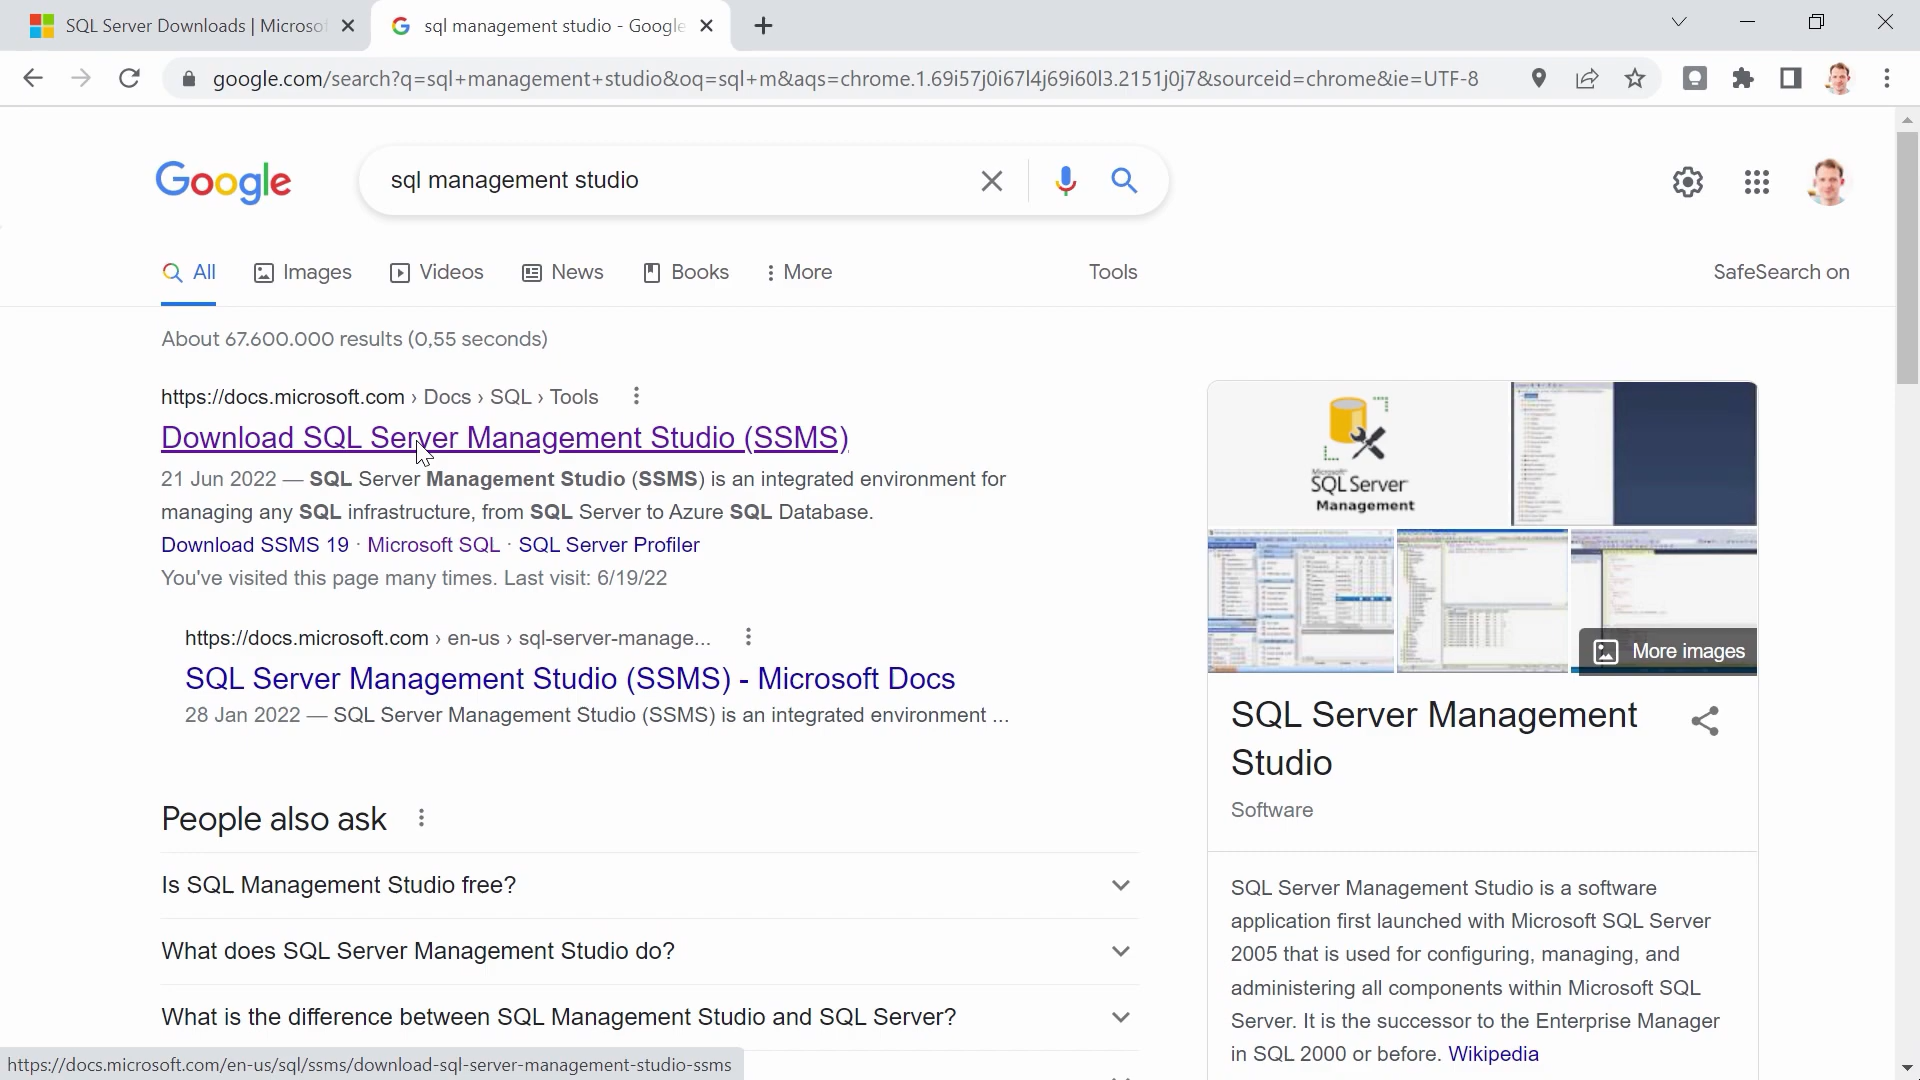 SQL Server Downloads | Microsof
sql management studio - Google
google.com/search?q=sql+management+studio&oq=sql+m&aqs=chrome.1.69i57j0i67l4j69i60l3.2151j0j7&sourceid=chrome&ie=UTF-8
Google
sql management studio
All
Images
Videos
News
Books
More
Tools
SafeSearch on
About 67.600.000 results (0,55 seconds)
https://docs.microsoft.com › Docs › SQL › Tools
Download SQL Server Management Studio (SSMS)
21 Jun 2022 — SQL Server Management Studio (SSMS) is an integrated environment for
managing any SQL infrastructure, from SQL Server to Azure SQL Database.
Download SSMS 19 · Microsoft SQL · SQL Server Profiler
You've visited this page many times. Last visit: 6/19/22
https://docs.microsoft.com › en-us › sql-server-manage...
SQL Server Management Studio (SSMS) - Microsoft Docs
28 Jan 2022 — SQL Server Management Studio (SSMS) is an integrated environment ...
People also ask
Is SQL Management Studio free?
What does SQL Server Management Studio do?
What is the difference between SQL Management Studio and SQL Server?
Microsoft
SQL Server
Management
More images
SQL Server Management
Studio
Software
SQL Server Management Studio is a software
application first launched with Microsoft SQL Server
2005 that is used for configuring, managing, and
administering all components within Microsoft SQL
Server. It is the successor to the Enterprise Manager
in SQL 2000 or before. Wikipedia
https://docs.microsoft.com/en-us/sql/ssms/download-sql-server-management-studio-ssms